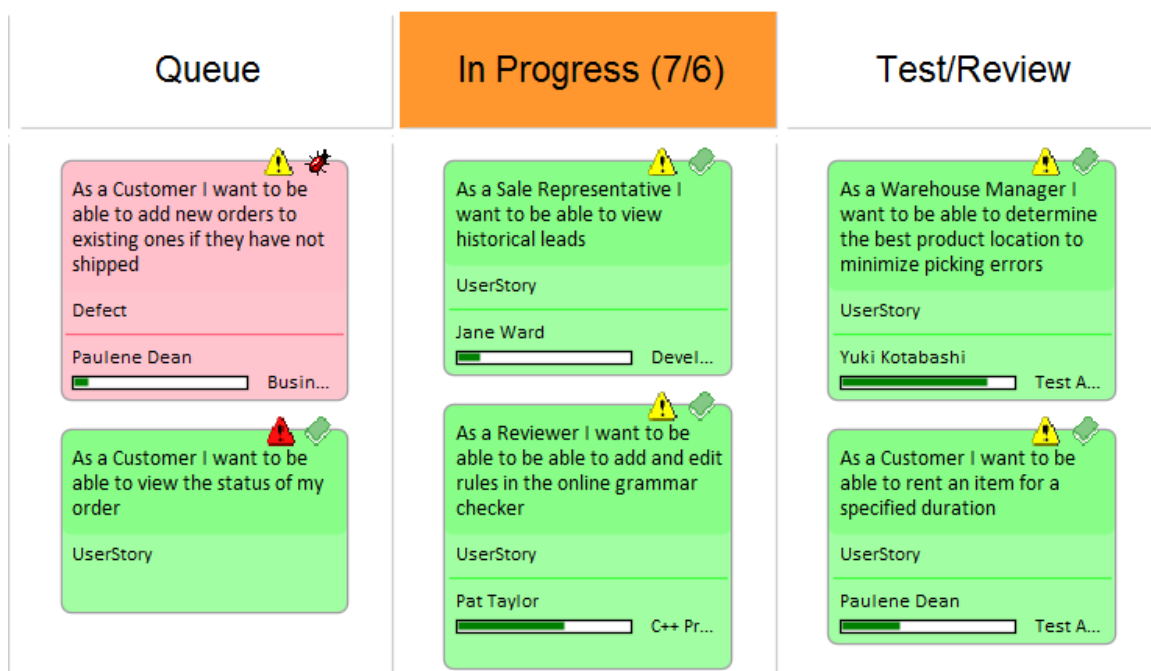 Queue
In Progress (7/6)
Test/Review
As a Customer I want to be
able to add new orders to
existing ones if they have not
shipped
Defect
Paulene Dean
Busin...
As a Customer I want to be
able to view the status of my
order
UserStory
As a Sale Representative I
want to be able to view
historical leads
UserStory
Jane Ward
Devel...
As a Reviewer I want to be
able to be able to add and edit
rules in the online grammar
checker
UserStory
Pat Taylor
C++ Pr...
As a Warehouse Manager I
want to be able to determine
the best product location to
minimize picking errors
UserStory
Yuki Kotabashi
Test A...
As a Customer I want to be
able to rent an item for a
specified duration
UserStory
Paulene Dean
Test A...